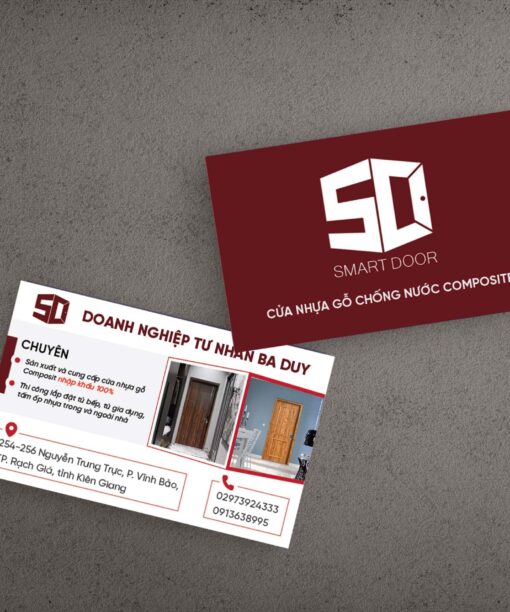 SD
SMART DOOR
CỬA NHỰA GỖ CHỐNG NƯỚC COMPOSITE
SD
DOANH NGHIỆP TƯ NHÂN BA DUY
CHUYÊN
Sản xuất và cung cấp cửa nhựa gỗ
Composit nhập khẩu 100%
Thi công lắp đặt tủ bếp, tủ gia dụng,
tấm ốp nhựa trong và ngoài nhà
254-256 Nguyễn Trung Trực, P. Vĩnh Bảo,
TP. Rạch Giá, tỉnh Kiên Giang
02973924333
0913638995